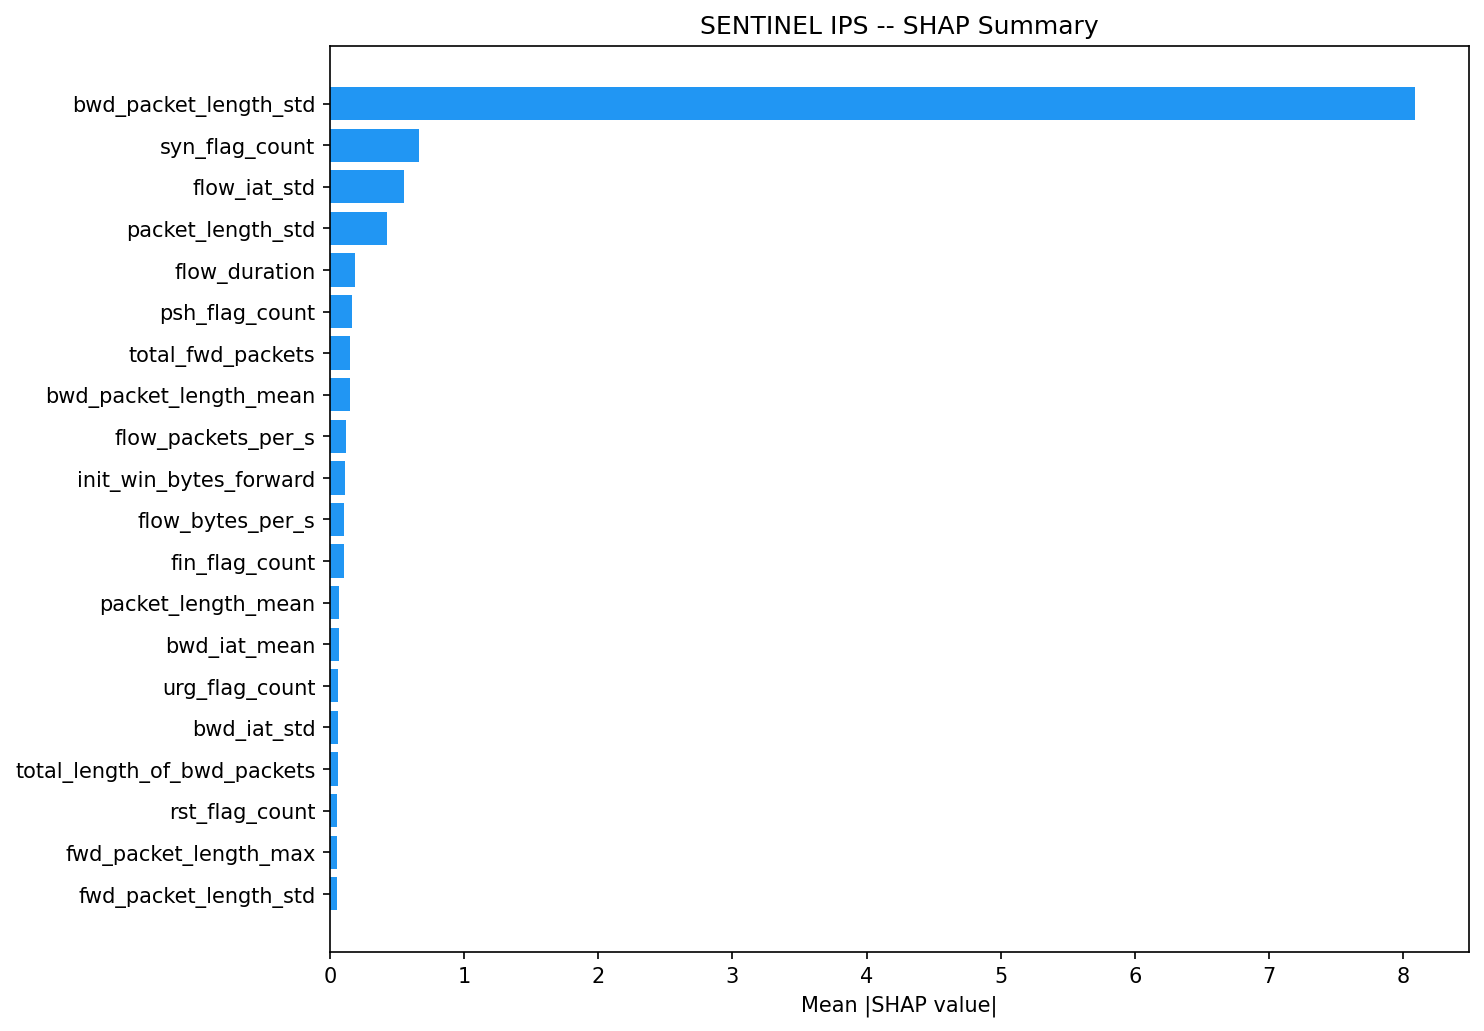 SENTINEL IPS -- SHAP Summary
bwd_packet_length_std
syn_flag_count
flow_iat_std
packet_length_std
flow_duration
psh_flag_count
total_fwd_packets
bwd_packet_length_mean
flow_packets_per_s
init_win_bytes_forward
flow_bytes_per_s
fin_flag_count
packet_length_mean
bwd_iat_mean
urg_flag_count
bwd_iat_std
total_length_of_bwd_packets
rst_flag_count
fwd_packet_length_max
fwd_packet_length_std
0 1 2 3 4 5 6 7 8
Mean |SHAP value|